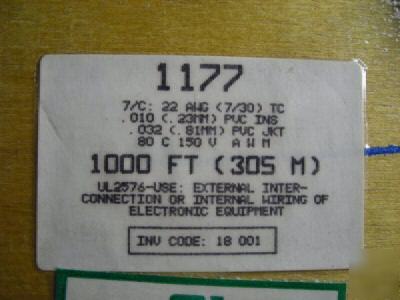 1177
7/C: 22 AWG (7/30) TC
.010 (.23MM) PVC INS
.032 (.81MM) PVC JKT
80 C 150 V A W M
1000 FT (305 M)
UL2576-USE: EXTERNAL INTER-
CONNECTION OR INTERNAL WIRING OF
ELECTRONIC EQUIPMENT
INV CODE: 18 001